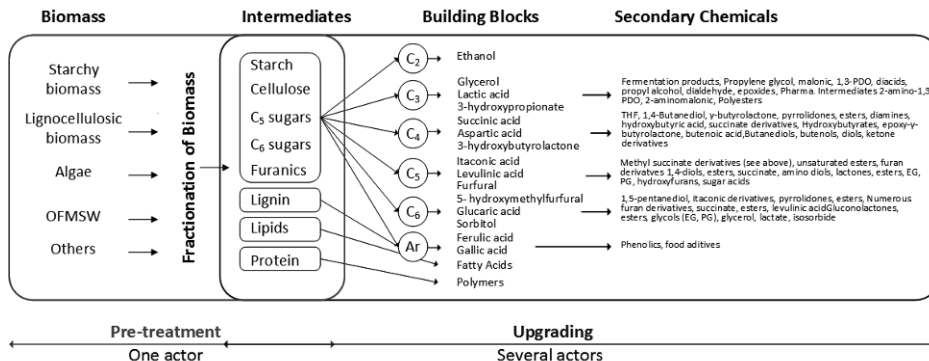 Biomass
Intermediates
Building Blocks
Secondary Chemicals
Starchy
biomass
Lignocellulosic
biomass
Algae
OFMSW
Others
Fractionation of Biomass
Starch
Cellulose
C5 sugars
C6 sugars
Furanics
Lignin
Lipids
Protein
C2
Ethanol
C3
Glycerol
Lactic acid
3-hydroxypropionate
Fermentation products, Propylene glycol, malonic, 1,3-PDO, diacids,
propyl alcohol, dialdehyde, epoxides, Pharma. Intermediates 2-amino-1,3
PDO, 2-aminomalonic, Polyesters
C4
Succinic acid
Aspartic acid
3-hydroxybutyrolactone
THF, 1,4-Butanediol, y-butyrolactone, pyrrolidones, esters, diamines,
hydroxybutyric acid, succinate derivatives, Hydroxybutyrates, epoxy-y-
butyrolactone, butenoic acid,Butanediols, butenols, diols, ketone
derivatives
C5
Itaconic acid
Levulinic acid
Furfural
Methyl succinate derivatives (see above), unsaturated esters, furan
derivatves 1,4-diols, esters, succinate, amino diols, lactones, esters, EG,
PG, hydroxyfurans, sugar acids
C6
5- hydroxymethylfurfural
Glucaric acid
Sorbitol
1,5-pentanediol, itaconic derivatives, pyrrolidones, esters, Numerous
furan derivatives, succinate, esters, levulinic acidGluconolactones,
esters, glycols (EG, PG), glycerol, lactate, isosorbide
Ar
Ferulic acid
Gallic acid
Phenolics, food aditives
Fatty Acids
Polymers
Pre-treatment
Upgrading
One actor
Several actors